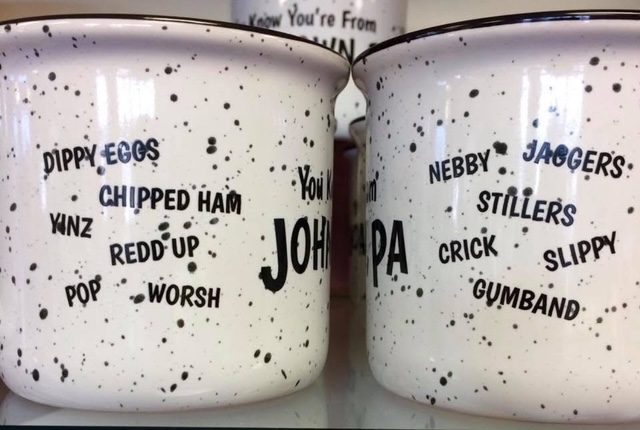 Know You're From
DIPPY EGGS
CHIPPED HAM
YINZ
REDD UP
POP
WORSH
You
JOH
PA
NEBBY
JAGGERS
STILLERS
CRICK
SLIPPY
GUMBAND